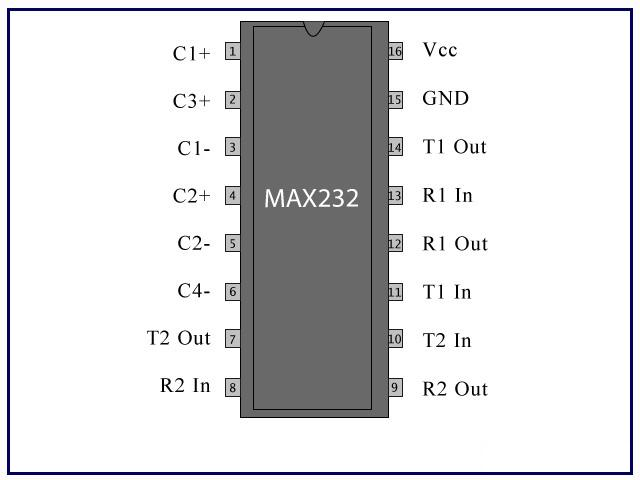 C1+ 1 16 Vcc
C3+ 2 15 GND
C1- 3 14 T1 Out
MAX232
C2+ 4 13 R1 In
C2- 5 12 R1 Out
C4- 6 11 T1 In
T2 Out 7 10 T2 In
R2 In 8 9 R2 Out